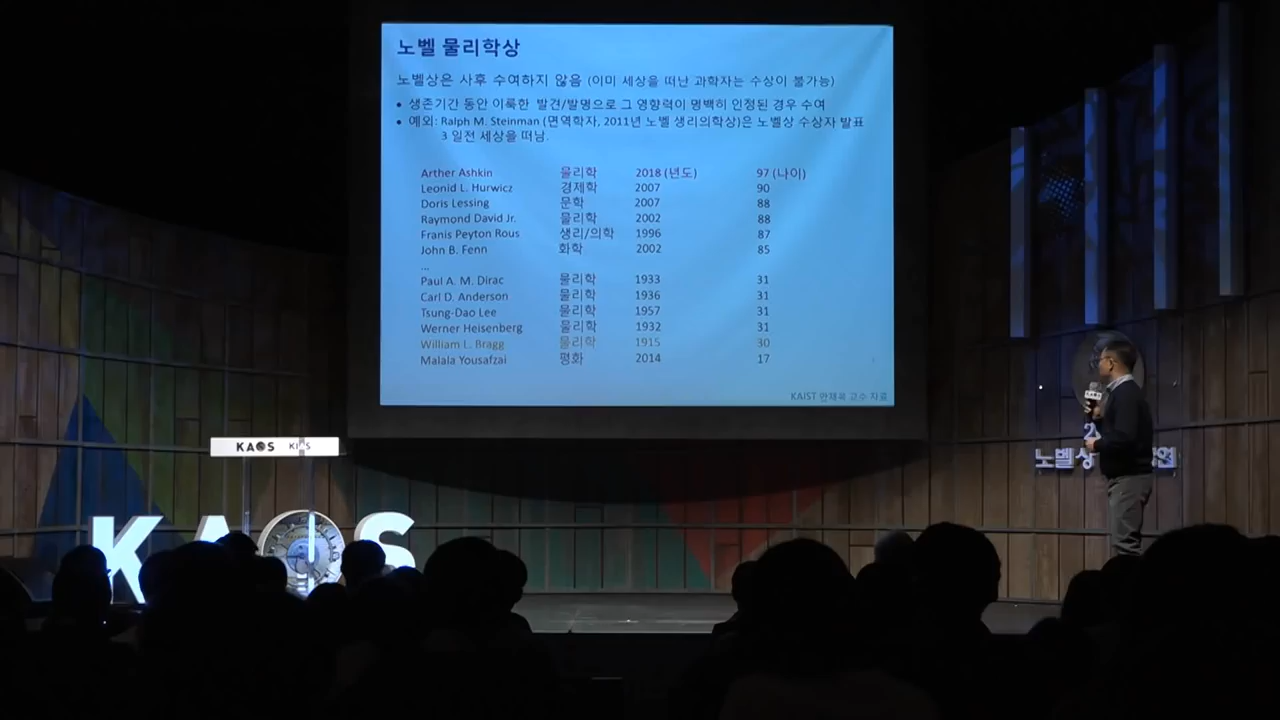 노벨 물리학상
노벨상은 사후 수여하지 않음 (이미 세상을 떠난 과학자는 수상이 불가능)
• 생존기간 동안 이룩한 발견/발명으로 그 영향력이 명백히 인정된 경우 수여
• 예외: Ralph M. Steinman (면역학자, 2011년 노벨 생리의학상)은 노벨상 수상자 발표
3 일전 세상을 떠남.
Arther Ashkin 물리학 2018 (년도) 97 (나이)
Leonid L. Hurwicz 경제학 2007 90
Doris Lessing 문학 2007 88
Raymond David Jr. 물리학 2002 88
Franis Peyton Rous 생리/의학 1996 87
John B. Fenn 화학 2002 85
...
Paul A. M. Dirac 물리학 1933 31
Carl D. Anderson 물리학 1936 31
Tsung-Dao Lee 물리학 1957 31
Werner Heisenberg 물리학 1932 31
William L. Bragg 물리학 1915 30
Malala Yousafzai 평화 2014 17
KAIST 안재욱 교수 자료
KAOS
노벨상
연
KAOS